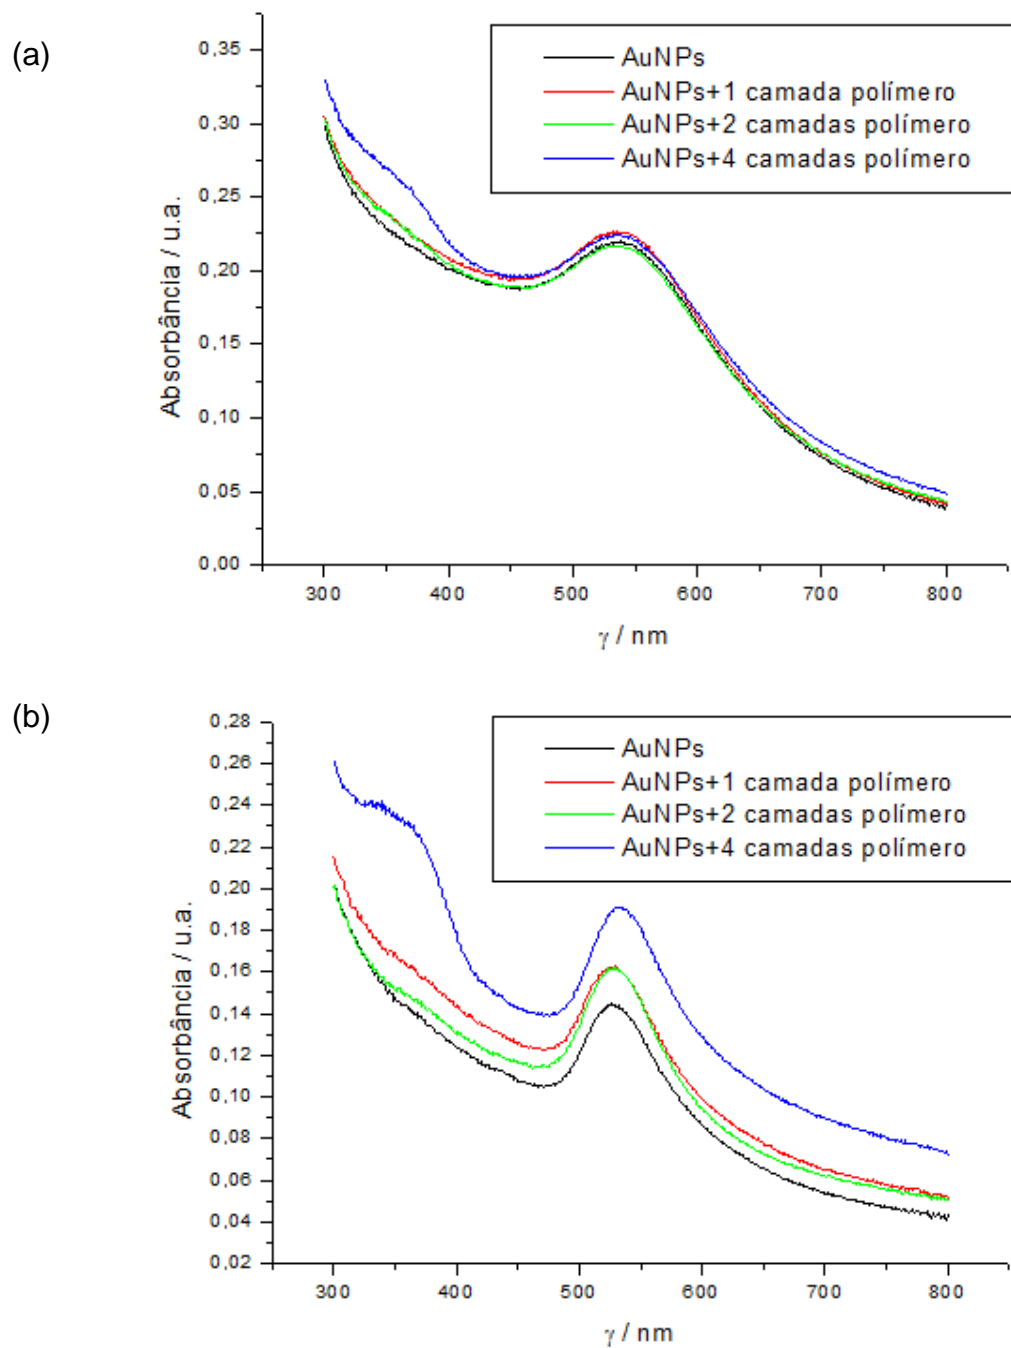 (a)
0,35
0,30
0,25
0,20
0,15
0,10
0,05
0,00
Absorbância / u.a.
AuNPs
AuNPs+1 camada polímero
AuNPs+2 camadas polímero
AuNPs+4 camadas polímero
300 400 500 600 700 800
γ / nm
(b)
0,28
0,26
0,24
0,22
0,20
0,18
0,16
0,14
0,12
0,10
0,08
0,06
0,04
0,02
Absorbância / u.a.
AuNPs
AuNPs+1 camada polímero
AuNPs+2 camadas polímero
AuNPs+4 camadas polímero
300 400 500 600 700 800
γ / nm